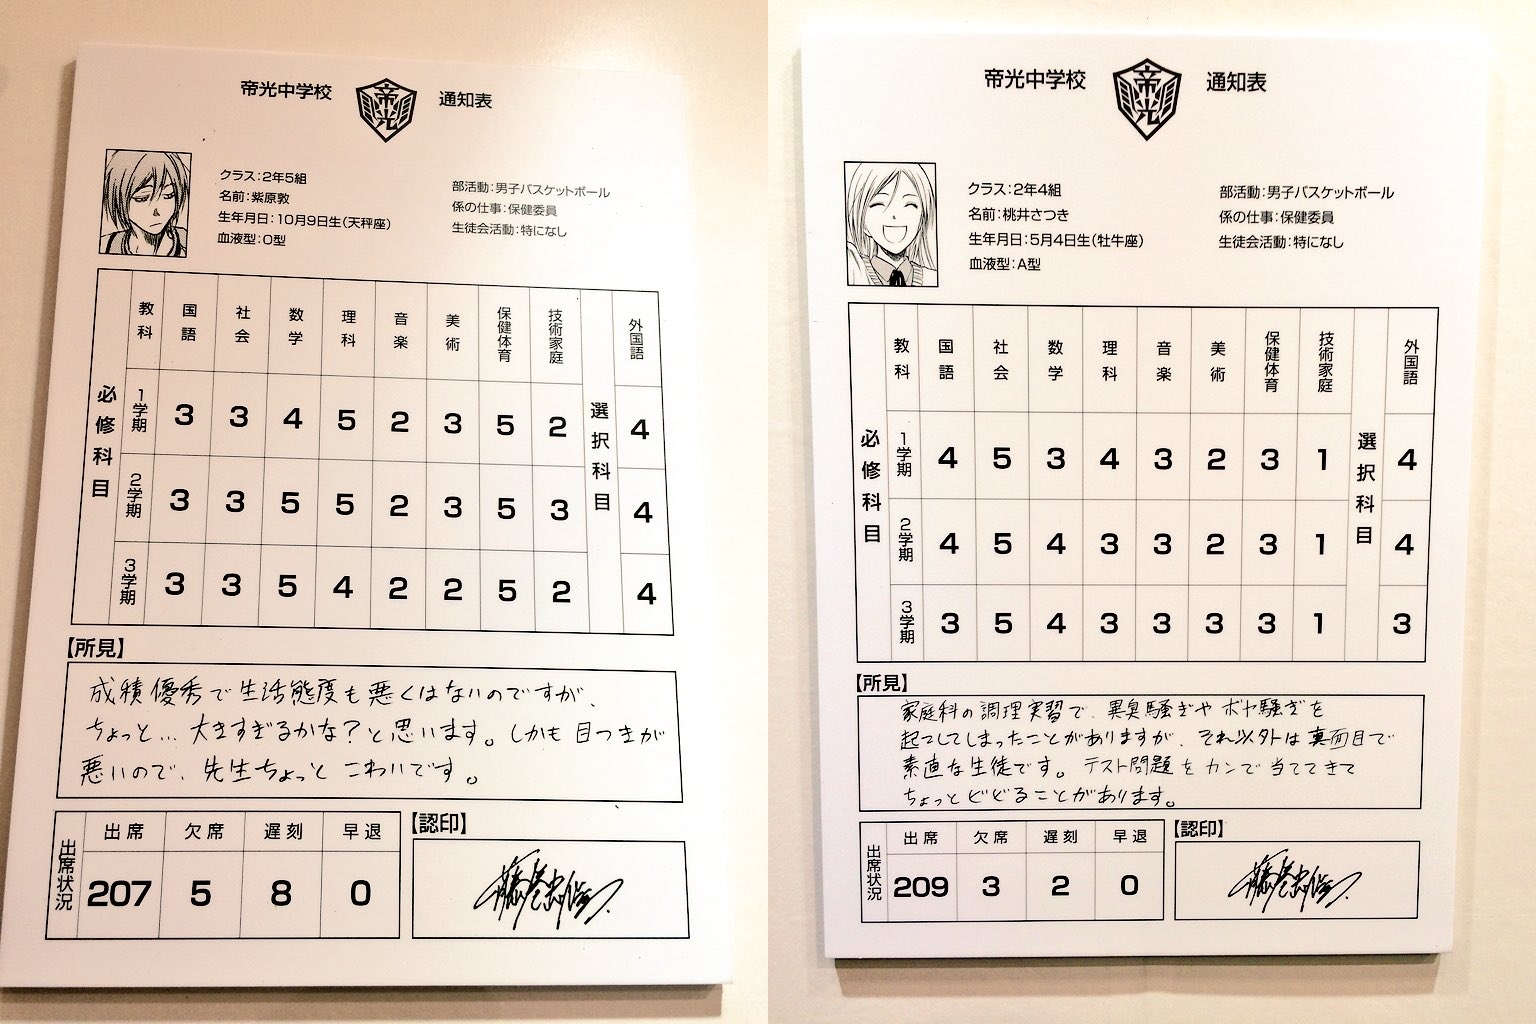 帝光中学校 帝光 通知表
クラス:2年5組
名前:紫原敦
生年月日:10月9日生(天秤座)
血液型:O型
部活動:男子バスケットボール
係の仕事:保健委員
生徒会活動:特になし
必修科目 教科 国語 社会 数学 理科 音楽 美術 保健体育 技術家庭 選択科目 外国語
1学期 3 3 4 5 2 3 5 2 4
2学期 3 3 5 5 2 3 5 3 4
3学期 3 3 5 4 2 2 5 2 4
【所見】
成積優秀で生活態度も悪くはないのですが、
ちょっと…大きすぎるかな?と思います。しかも目つきが
悪いので、先生ちょっとこわいです。
出席状況 出席 欠席 遅刻 早退
207 5 8 0
【認印】
帝光中学校 帝光 通知表
クラス:2年4組
名前:桃井さつき
生年月日:5月4日生(牡牛座)
血液型:A型
部活動:男子バスケットボール
係の仕事:保健委員
生徒会活動:特になし
必修科目 教科 国語 社会 数学 理科 音楽 美術 保健体育 技術家庭 選択科目 外国語
1学期 4 5 3 4 3 2 3 1 4
2学期 4 5 4 3 3 2 3 1 4
3学期 3 5 4 3 3 3 3 1 3
【所見】
家庭科の調理実習で、異臭騒ぎやボヤ騒ぎを
起こしてしまったことがありますが、それ以外は真面目で
素直な生徒です。テスト問題をカンで当ててきて
ちょっとビビることがあります。
出席状況 出席 欠席 遅刻 早退
209 3 2 0
【認印】